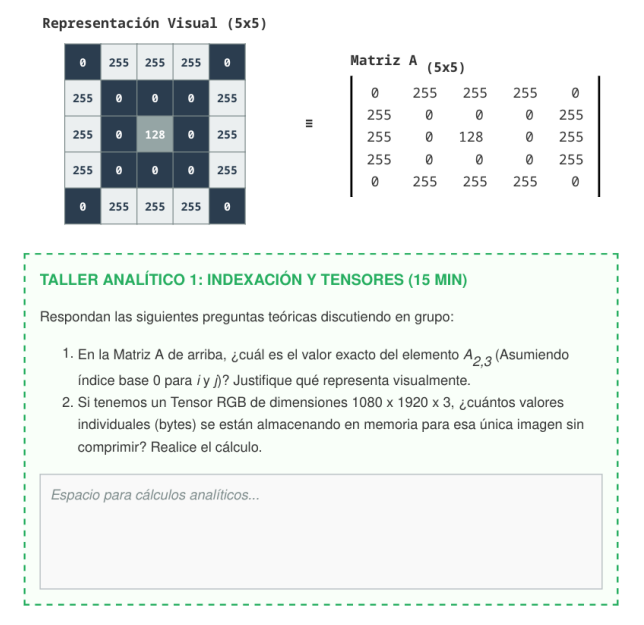 Representación Visual (5x5)
0 255 255 255 0
255 0 0 0 255
255 0 128 0 255
255 0 0 0 255
0 255 255 255 0
≡
Matriz A (5x5)
0 255 255 255 0
255 0 0 0 255
255 0 128 0 255
255 0 0 0 255
0 255 255 255 0
TALLER ANALÍTICO 1: INDEXACIÓN Y TENSORES (15 MIN)
Respondan las siguientes preguntas teóricas discutiendo en grupo:
1. En la Matriz A de arriba, ¿cuál es el valor exacto del elemento A2,3 (Asumiendo
índice base 0 para i y j)? Justifique qué representa visualmente.
2. Si tenemos un Tensor RGB de dimensiones 1080 x 1920 x 3, ¿cuántos valores
individuales (bytes) se están almacenando en memoria para esa única imagen sin
comprimir? Realice el cálculo.
Espacio para cálculos analíticos...